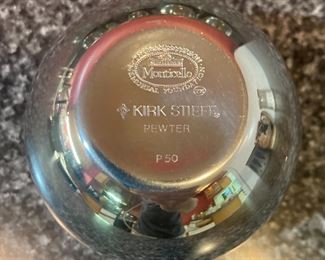 Monticello
KIRK STIEFF
PEWTER
P50